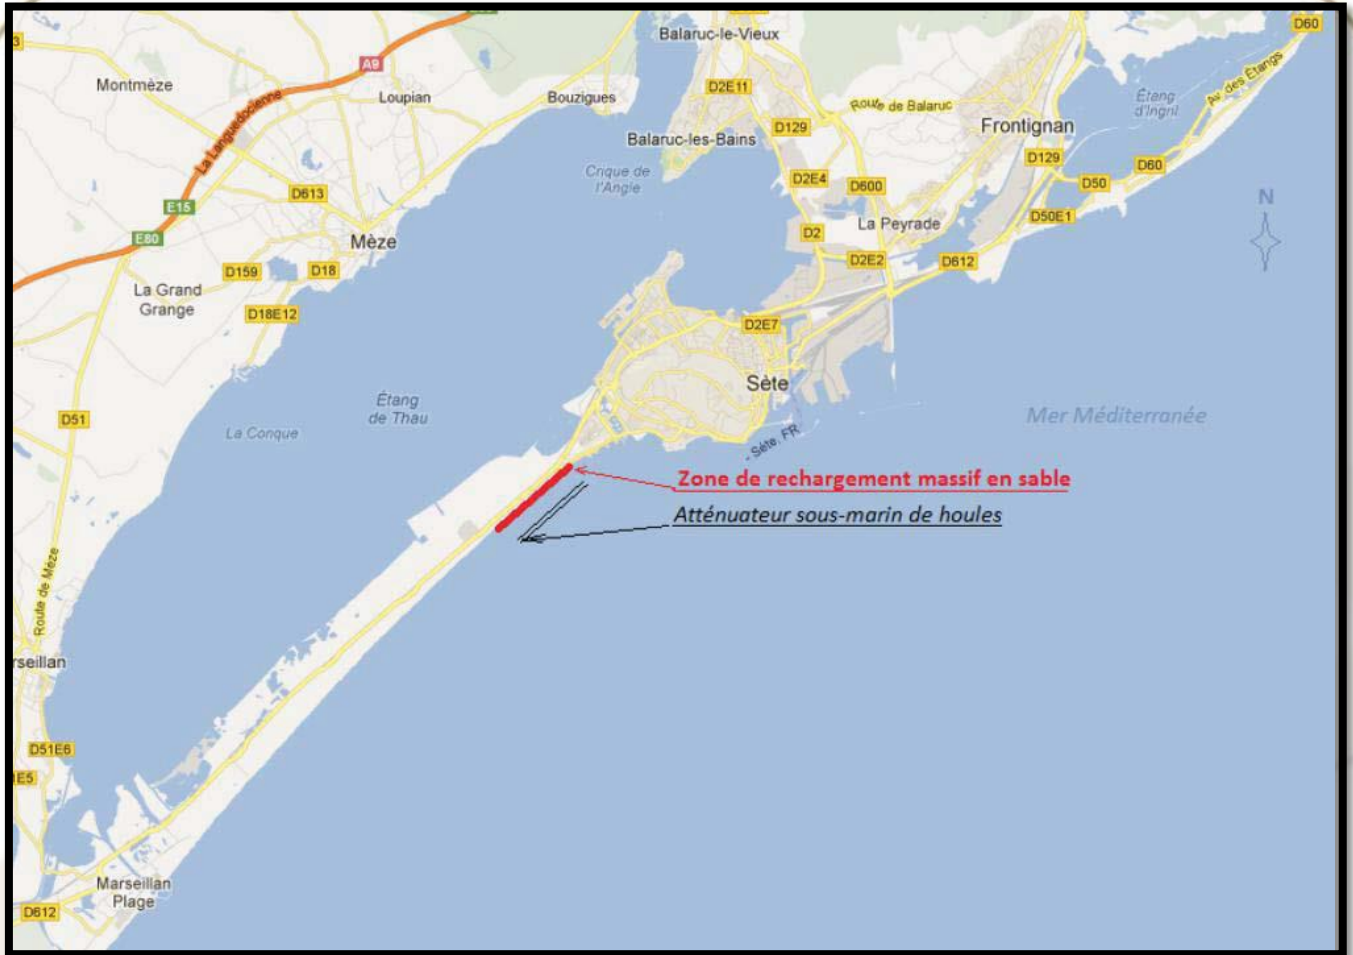 D60
Balaruc-le-Vieux
3
A9
Montmèze
Loupian
Bouzigues
D2E11
Route de Balaruc
Av. des Étangs
Étang
d'Ingril
La Languedocienne
Balaruc-les-Bains
D129
Frontignan
D129
D60
Crique de
l'Angle
D2E4
D600
D50
D613
E15
D50E1
N
La Peyrade
E80
Mèze
D2
D2E2
D612
D159
D18
La Grand
Grange
D18E12
D2E7
Sète
Étang
de Thau
Mer Méditerranée
D51
La Conque
- Sète, FR
Zone de rechargement massif en sable
Atténuateur sous-marin de houles
Route de Mèze
rseillan
D51E6
E5
Marseillan
Plage
D612